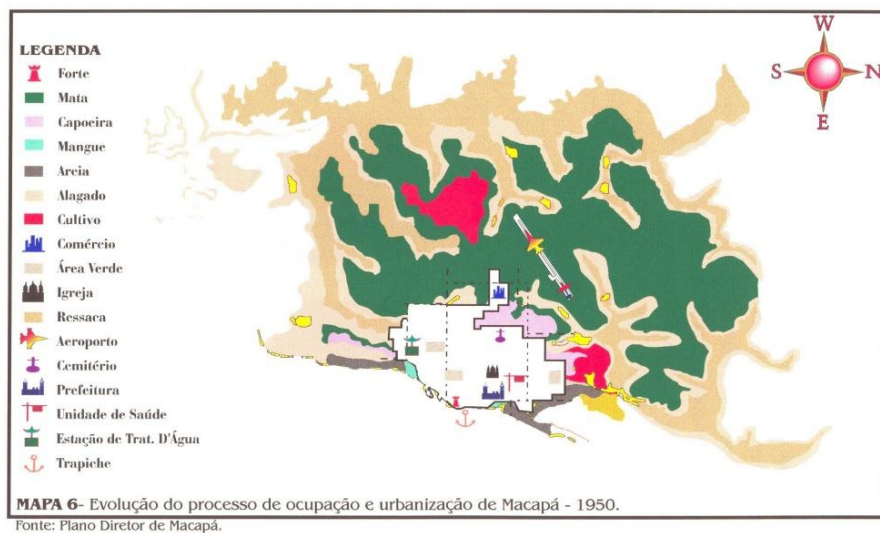 LEGENDA
Forte
Mata
Capoeira
Mangue
Areia
Alagado
Cultivo
Comércio
Área Verde
Igreja
Ressaca
Aeroporto
Cemitério
Prefeitura
Unidade de Saúde
Estação de Trat. D'Água
Trapiche
W
S N
E
MAPA 6- Evolução do processo de ocupação e urbanização de Macapá - 1950.
Fonte: Plano Diretor de Macapá.